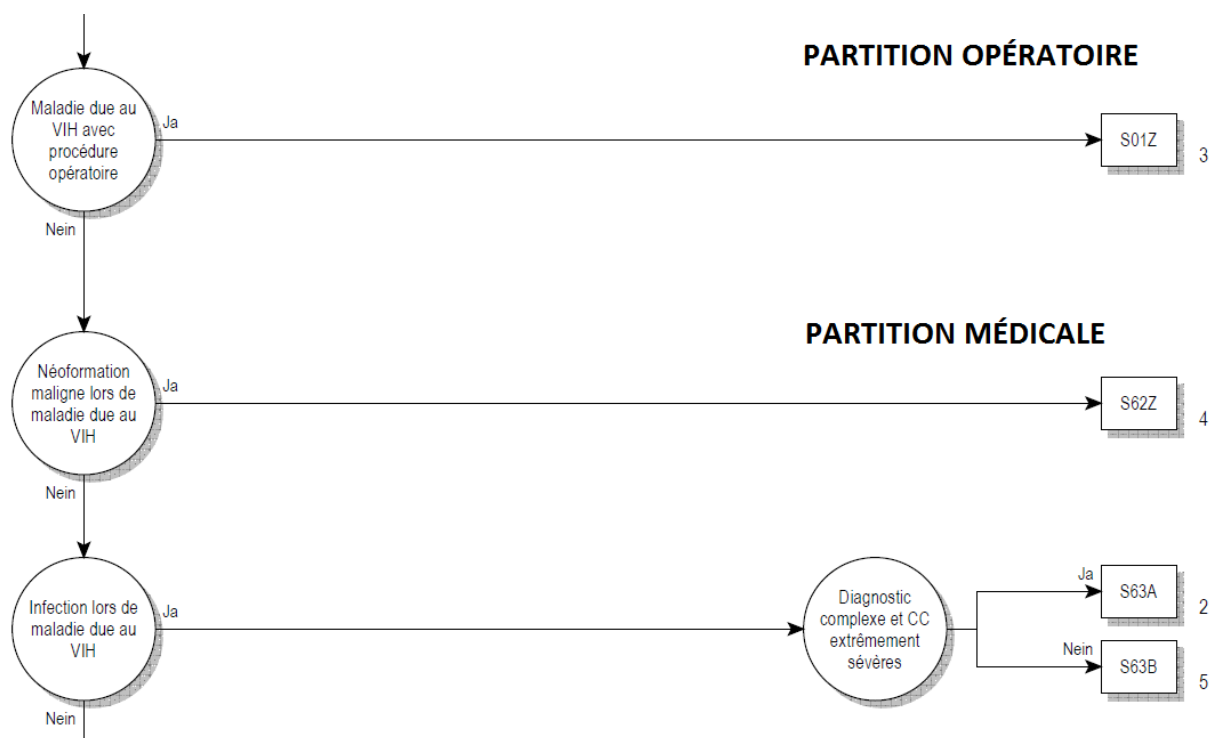 PARTITION OPÉRATOIRE
Maladie due au
VIH avec
procédure
opératoire
Ja
S01Z
3
Nein
PARTITION MÉDICALE
Néoformation
maligne lors de
maladie due au
VIH
Ja
S62Z
4
Nein
Infection lors de
maladie due au
VIH
Ja
Diagnostic
complexe et CC
extrêmement
sévères
Ja
S63A
2
Nein
S63B
5
Nein